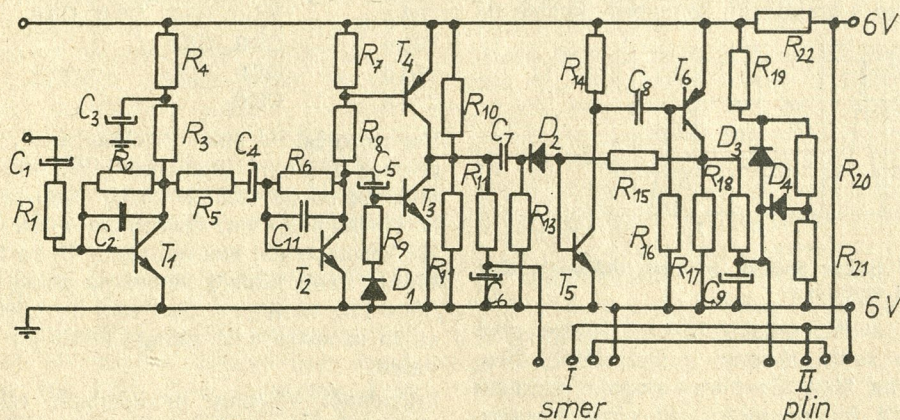 6V
R22
R4
R7
T4
R14
C8
T6
R19
C3
R3
R10
C1
R2
C4
R6
R8
C5
C7
D2
D3
D4
R20
R1
R5
T3
R11
R13
R15
R18
C2
T1
C11
T2
R9
D1
R11
C6
T5
R16
R17
C9
R21
6V
I
II
smer
plin